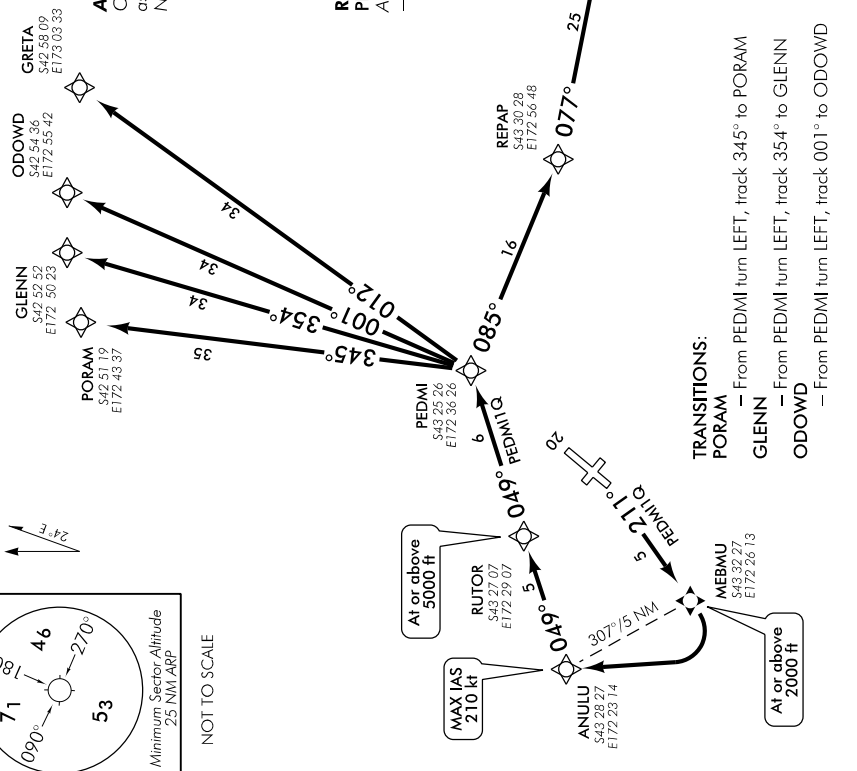 GRETA
S42 58 09
E173 03 33
ODOWD
S42 54 36
E172 55 42
GLENN
S42 52 52
E172 50 23
PORAM
S42 51 19
E172 43 37
34
34
34
35
012°
001°
354°
345°
REPAP
S43 30 28
E172 56 48
077°
25
16
085°
PEDMI
S43 25 26
E172 36 26
6
PEDMI1Q
049°
At or above
5000 ft
RUTOR
S43 27 07
E172 29 07
5
049°
MAX IAS
210 kt
ANULU
S43 28 27
E172 23 14
307°/5 NM
20
211°
5
PEDMI1Q
MEBMU
S43 32 27
E172 26 13
At or above
2000 ft
24° E
46
71
53
270°
090°
Minimum Sector Altitude
25 NM ARP
NOT TO SCALE
TRANSITIONS:
PORAM
– From PEDMI turn LEFT, track 345° to PORAM
GLENN
– From PEDMI turn LEFT, track 354° to GLENN
ODOWD
– From PEDMI turn LEFT, track 001° to ODOWD